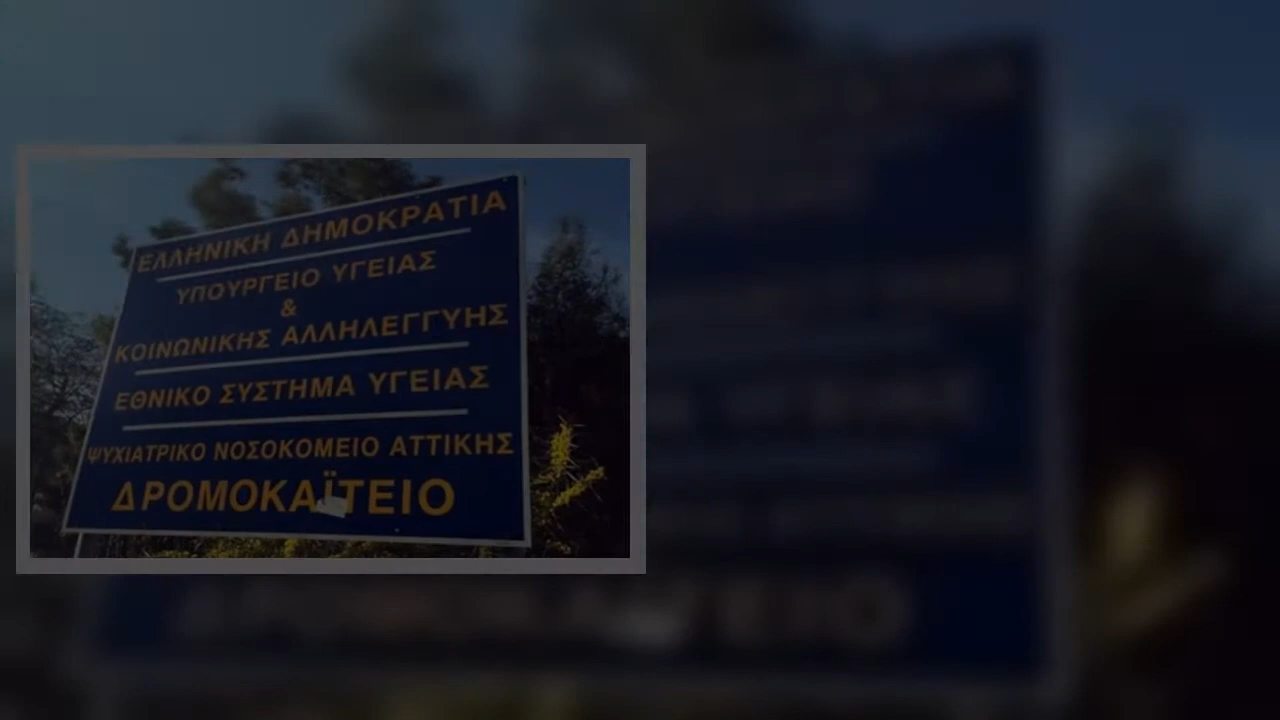 ΕΛΛΗΝΙΚΗ ΔΗΜΟΚΡΑΤΙΑ
ΥΠΟΥΡΓΕΙΟ ΥΓΕΙΑΣ
&
ΚΟΙΝΩΝΙΚΗΣ ΑΛΛΗΛΕΓΓΥΗΣ
ΕΘΝΙΚΟ ΣΥΣΤΗΜΑ ΥΓΕΙΑΣ
ΨΥΧΙΑΤΡΙΚΟ ΝΟΣΟΚΟΜΕΙΟ ΑΤΤΙΚΗΣ
ΔΡΟΜΟΚΑΪΤΕΙΟ